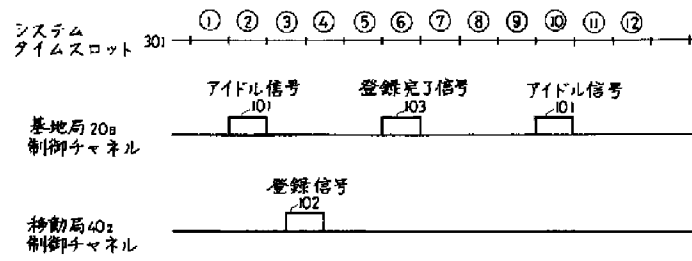 システム
タイムスロット 301 ① ② ③ ④ ⑤ ⑥ ⑦ ⑧ ⑨ ⑩ ⑪ ⑫
アイドル信号 登録完了信号 アイドル信号
101 103 101
基地局20a
制御チャネル
登録信号
102
移動局402
制御チャネル